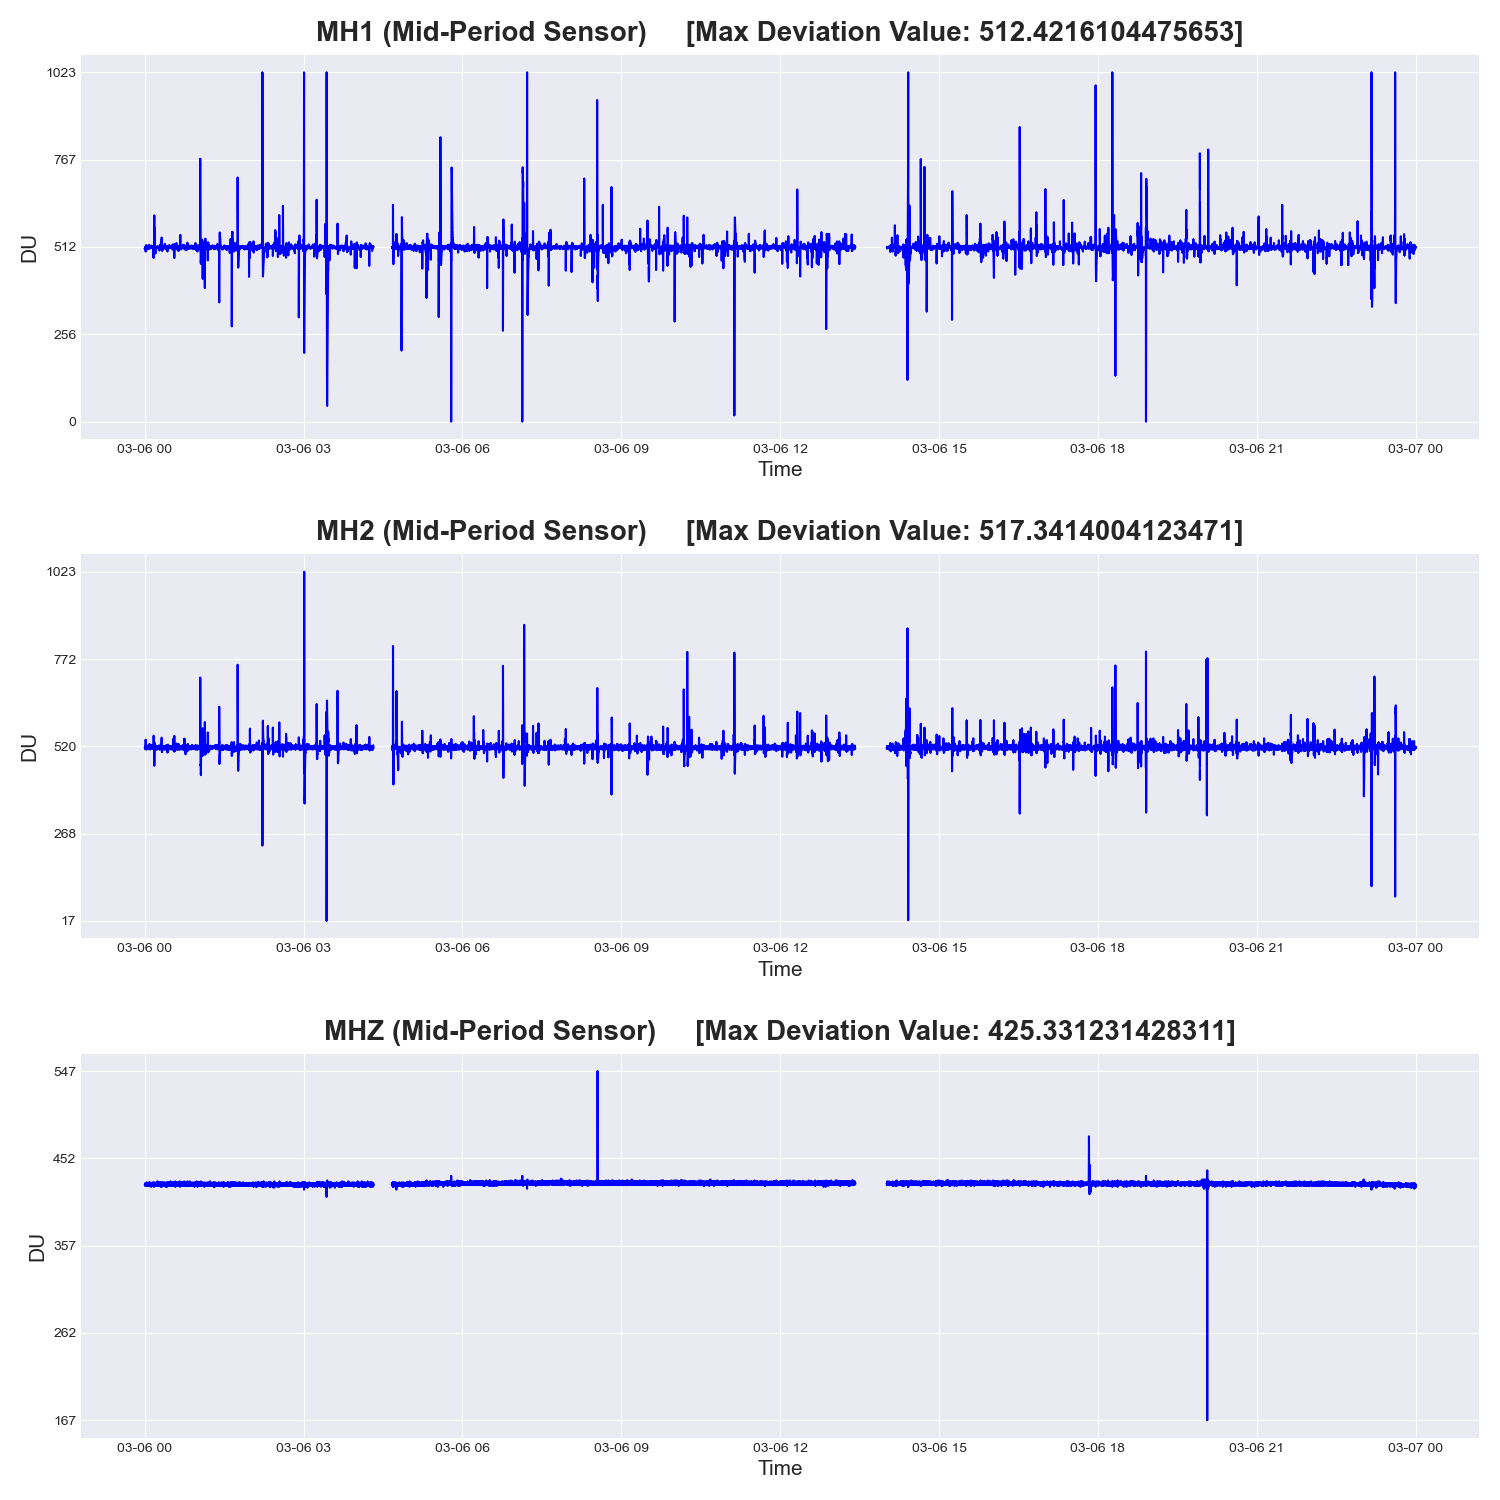 MH1 (Mid-Period Sensor) [Max Deviation Value: 512.4216104475653]
1023
767
512
256
0
DU
03-06 00 03-06 03 03-06 06 03-06 09 03-06 12 03-06 15 03-06 18 03-06 21 03-07 00
Time
MH2 (Mid-Period Sensor) [Max Deviation Value: 517.3414004123471]
1023
772
520
268
17
DU
03-06 00 03-06 03 03-06 06 03-06 09 03-06 12 03-06 15 03-06 18 03-06 21 03-07 00
Time
MHZ (Mid-Period Sensor) [Max Deviation Value: 425.331231428311]
547
452
357
262
167
DU
03-06 00 03-06 03 03-06 06 03-06 09 03-06 12 03-06 15 03-06 18 03-06 21 03-07 00
Time